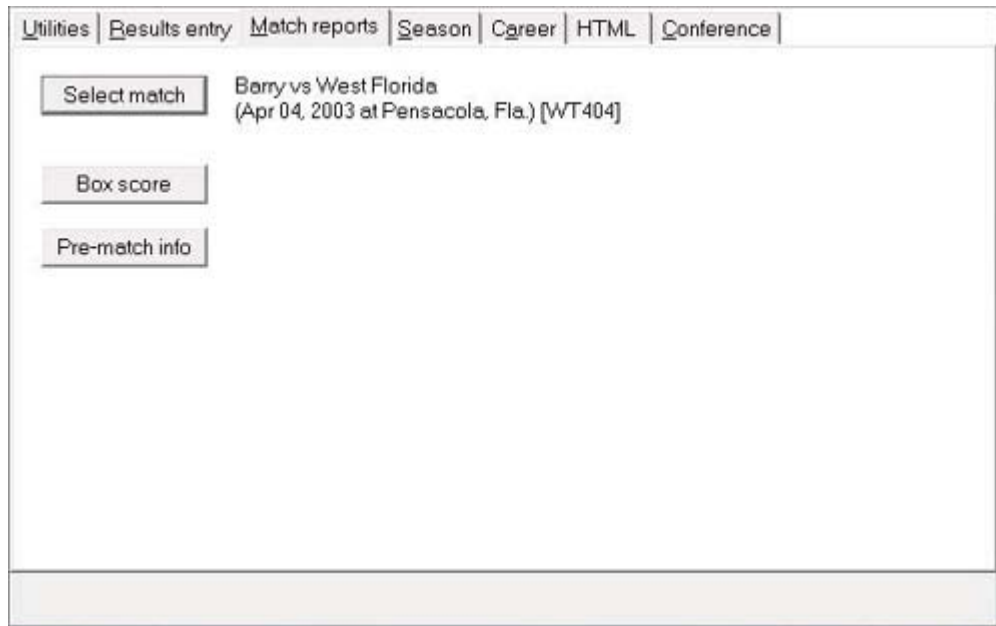 Utilities Results entry Match reports Season Career HTML Conference
Select match
Barry vs West Florida
(Apr 04, 2003 at Pensacola, Fla.) [WT404]
Box score
Pre-match info